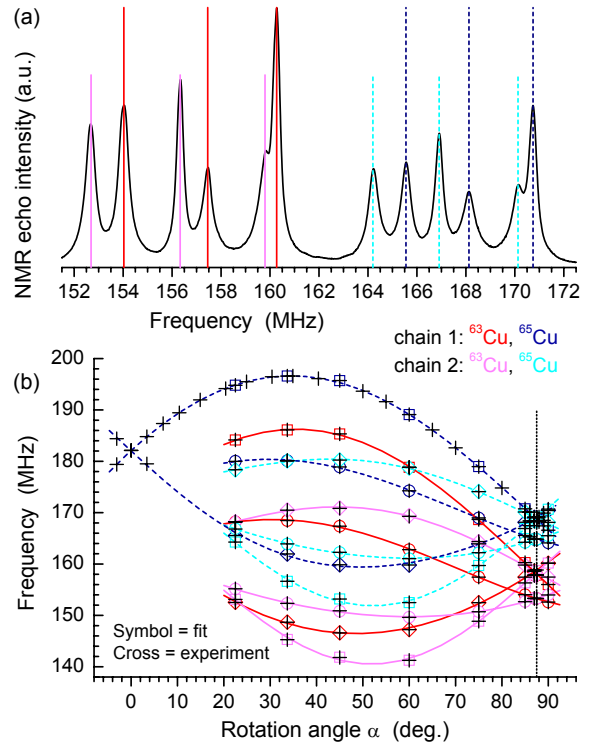 (a)
NMR echo intensity (a.u.)
152 154 156 158 160 162 164 166 168 170 172
Frequency (MHz)
chain 1: ⁶³Cu, ⁶⁵Cu
chain 2: ⁶³Cu, ⁶⁵Cu
(b)
Frequency (MHz)
200
190
180
170
160
150
140
Symbol = fit
Cross = experiment
0 10 20 30 40 50 60 70 80 90
Rotation angle α (deg.)